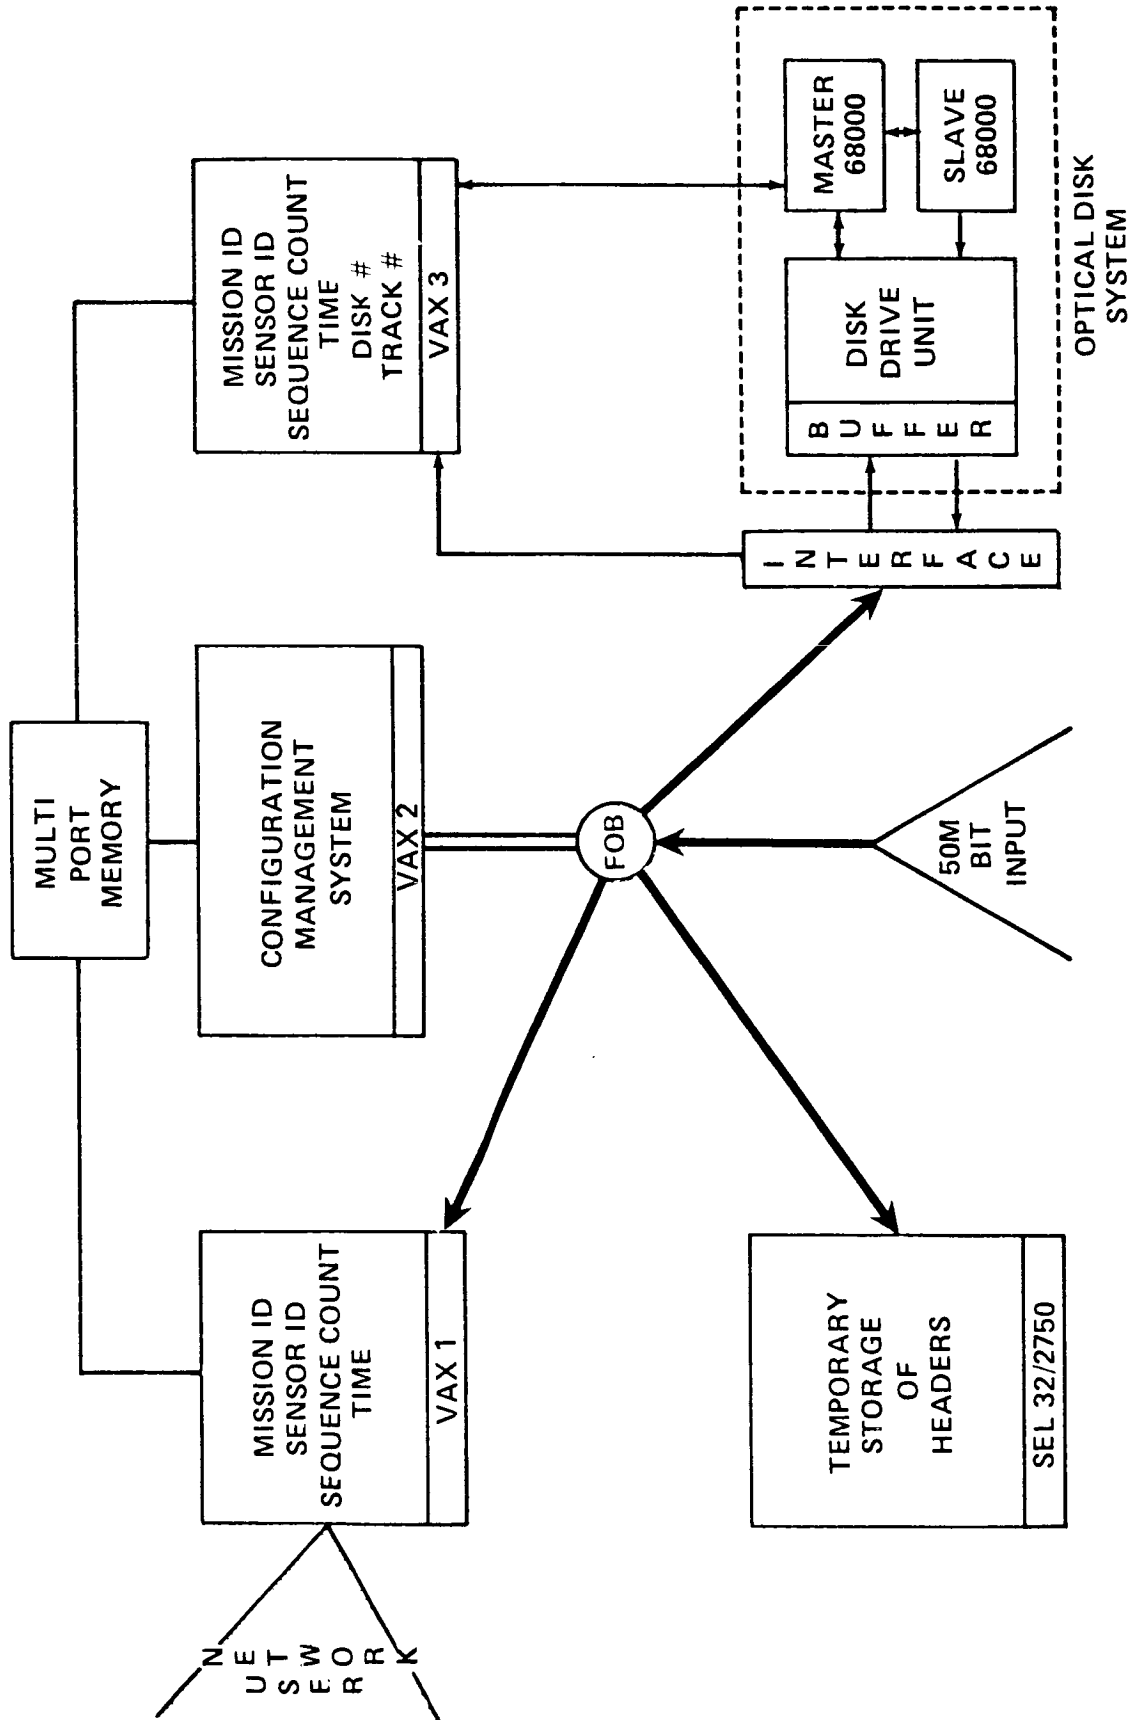 MULTI
PORT
MEMORY
MISSION ID
SENSOR ID
SEQUENCE COUNT
TIME
VAX 1
CONFIGURATION
MANAGEMENT
SYSTEM
VAX 2
MISSION ID
SENSOR ID
SEQUENCE COUNT
TIME
DISK #
TRACK #
VAX 3
USER
NETWORK
FOB
TEMPORARY
STORAGE
OF
HEADERS
SEL 32/2750
50M
BIT
INPUT
INTERFACE
BUFFER
DISK
DRIVE
UNIT
MASTER
68000
SLAVE
68000
OPTICAL DISK
SYSTEM